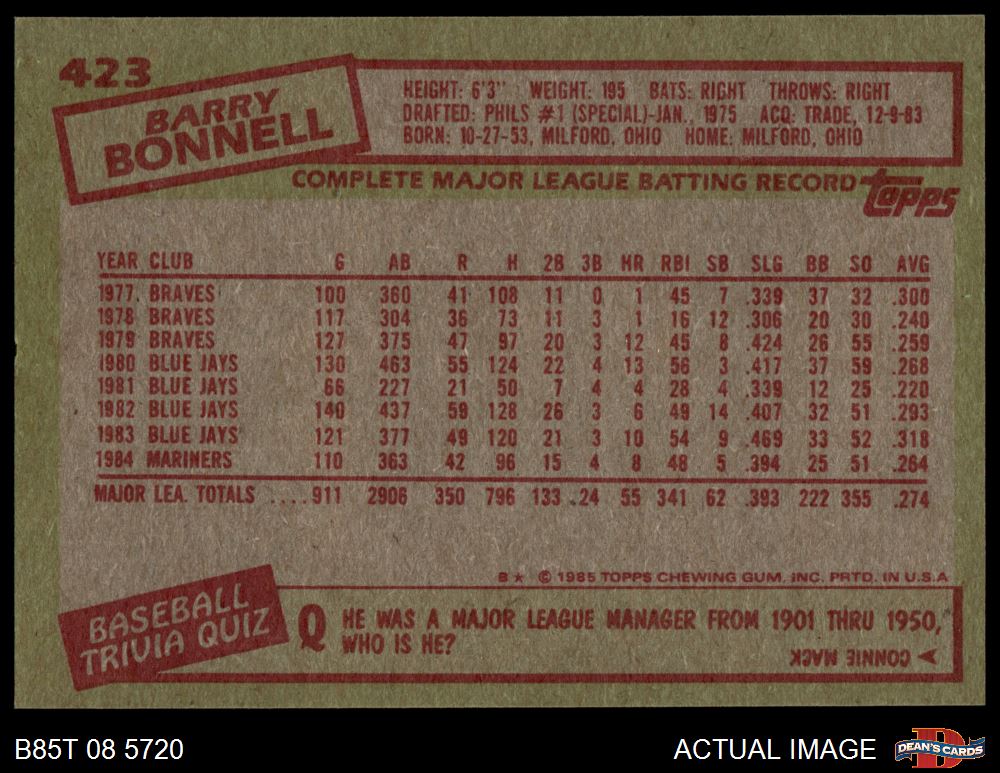 423
BARRY
BONNELL
HEIGHT: 6'3" WEIGHT: 195 BATS: RIGHT THROWS: RIGHT
DRAFTED: PHILS #1 (SPECIAL)-JAN., 1975 ACQ: TRADE, 12-9-83
BORN: 10-27-53, MILFORD, OHIO HOME: MILFORD, OHIO
COMPLETE MAJOR LEAGUE BATTING RECORD
Topps
YEAR CLUB G AB R H 2B 3B HR RBI SB SLG BB SO AVG
1977 BRAVES 100 360 41 108 11 0 1 45 7 .339 37 32 .300
1978 BRAVES 117 304 36 73 11 3 1 16 12 .306 20 30 .240
1979 BRAVES 127 375 47 97 20 3 12 45 8 .424 26 55 .259
1980 BLUE JAYS 130 463 55 124 22 4 13 56 3 .417 37 59 .268
1981 BLUE JAYS 66 227 21 50 7 4 4 28 4 .339 12 25 .220
1982 BLUE JAYS 140 437 59 128 26 3 6 49 14 .407 32 51 .293
1983 BLUE JAYS 121 377 49 120 21 3 10 54 9 .469 33 52 .318
1984 MARINERS 110 363 42 96 15 4 8 48 5 .394 25 51 .264
MAJOR LEA. TOTALS ....911 2906 350 796 133 24 55 341 62 .393 222 355 .274
B★ © 1985 TOPPS CHEWING GUM, INC. PRTD. IN U.S.A
BASEBALL
TRIVIA QUIZ
Q HE WAS A MAJOR LEAGUE MANAGER FROM 1901 THRU 1950,
WHO IS HE?
CONNIE MACK
B85T 08 5720
ACTUAL IMAGE
DEAN'S CARDS